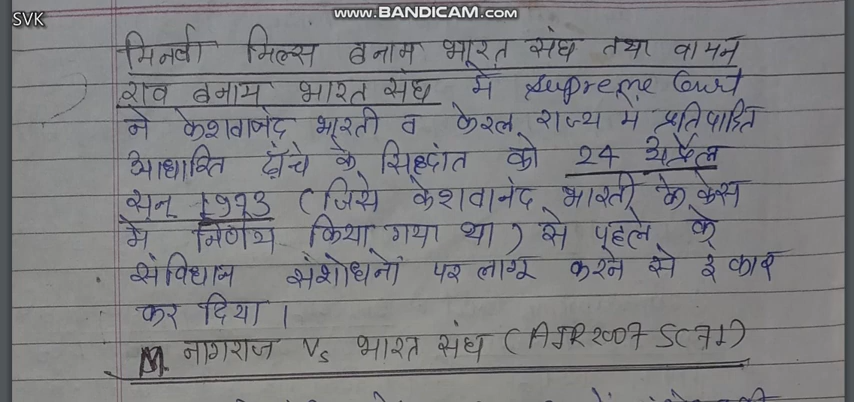 www.BANDICAM.com
SVK
मिनर्वा मिल्स बनाम भारत संघ तथा वामन
राव बनाम भारत संघ में Supreme Court
ने केशवानंद भारती व केरल राज्य में प्रतिपादित
आधारित ढाँचे के सिद्धांत को 24 अप्रैल
सन् 1973 (जिसे केशवानंद भारती के केस
में निर्णय किया गया था) से पहले के
संविधान संशोधनों पर लागू करने से इंकार
कर दिया।
M. नागराज Vs भारत संघ (AIR 2007 SC 71)